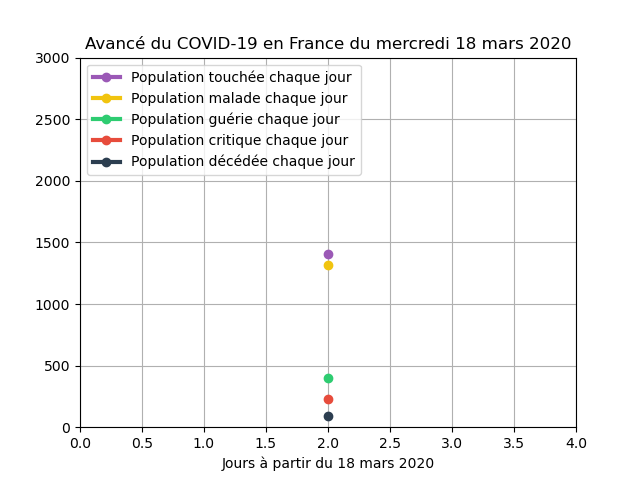 Avancé du COVID-19 en France du mercredi 18 mars 2020
3000
2500
2000
1500
1000
500
0
Population touchée chaque jour
Population malade chaque jour
Population guérie chaque jour
Population critique chaque jour
Population décédée chaque jour
0.0 0.5 1.0 1.5 2.0 2.5 3.0 3.5 4.0
Jours à partir du 18 mars 2020